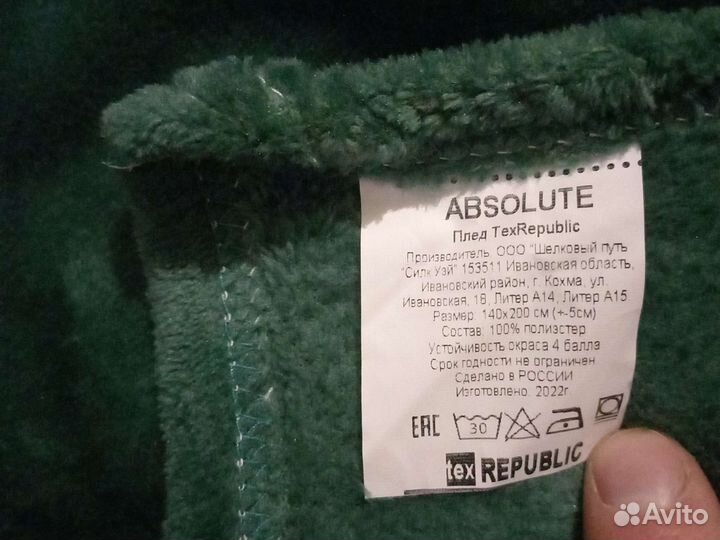 ABSOLUTE
Плед TexRepublic
Производитель: ООО "Шелковый путь
"Силк Уэй" 153511 Ивановская область,
Ивановский район, г. Кохма, ул.
Ивановская, 18, Литер А14, Литер А15.
Размер: 140х200 см (+-5см)
Состав: 100% полиэстер
Устойчивость окраса 4 балла
Срок годности не ограничен
Сделано в РОССИИ
Изготовлено: 2022г.
EAC 30
tex REPUBLIC
Avito